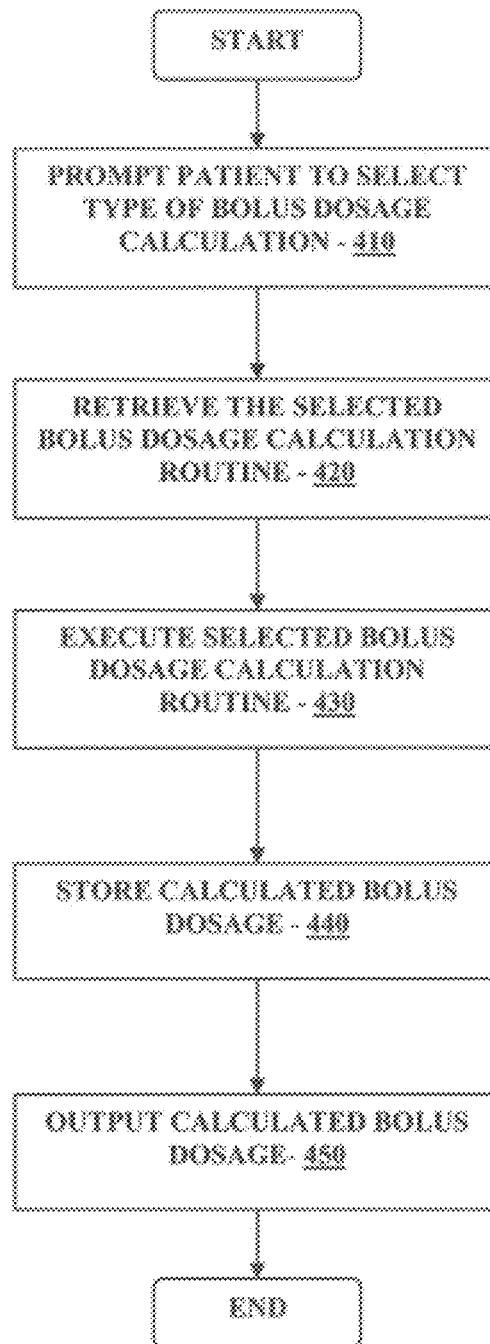 START
PROMPT PATIENT TO SELECT
TYPE OF BOLUS DOSAGE
CALCULATION - 410
RETRIEVE THE SELECTED
BOLUS DOSAGE CALCULATION
ROUTINE - 420
EXECUTE SELECTED BOLUS
DOSAGE CALCULATION
ROUTINE - 430
STORE CALCULATED BOLUS
DOSAGE - 440
OUTPUT CALCULATED BOLUS
DOSAGE- 450
END